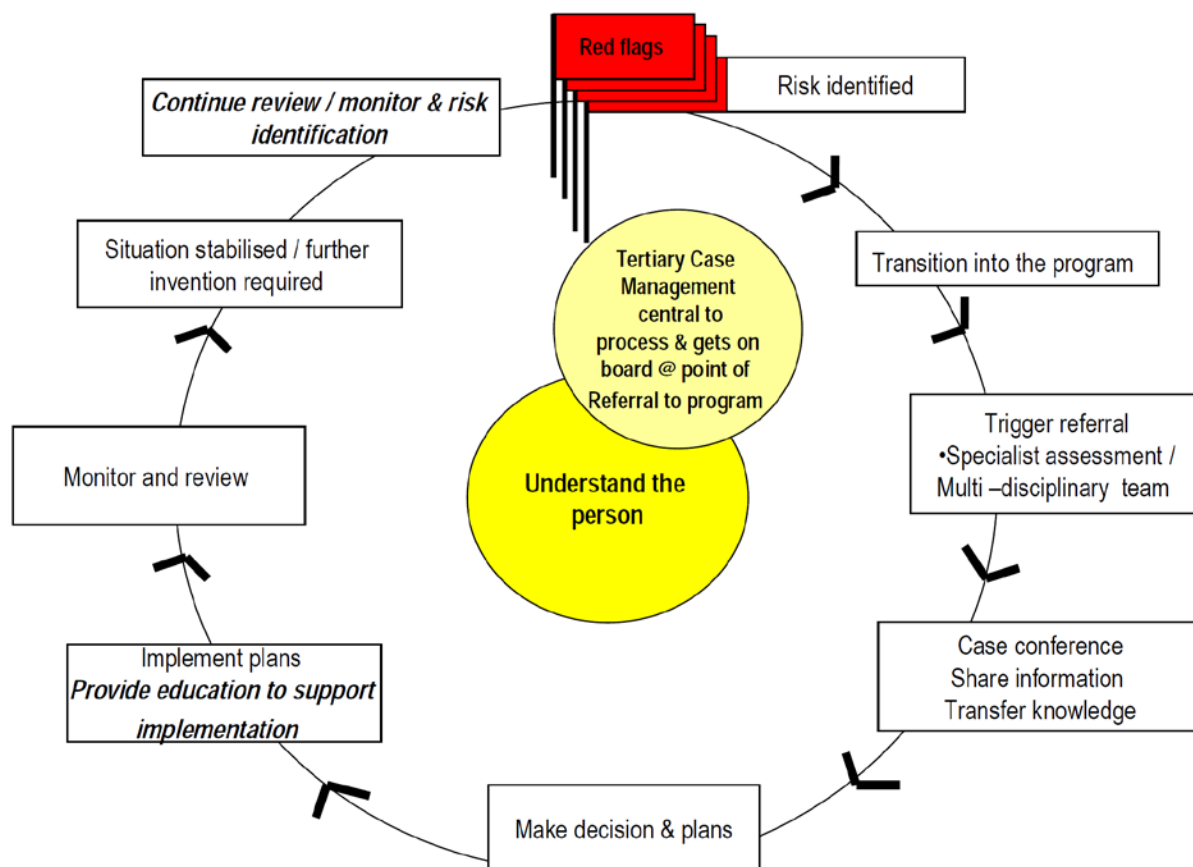 Red flags
Risk identified
Transition into the program
Trigger referral
•Specialist assessment /
Multi –disciplinary team
Case conference
Share information
Transfer knowledge
Make decision & plans
Implement plans
Provide education to support
implementation
Monitor and review
Situation stabilised / further
invention required
Continue review / monitor & risk
identification
Tertiary Case
Management
central to
process & gets on
board @ point of
Referral to program
Understand the
person